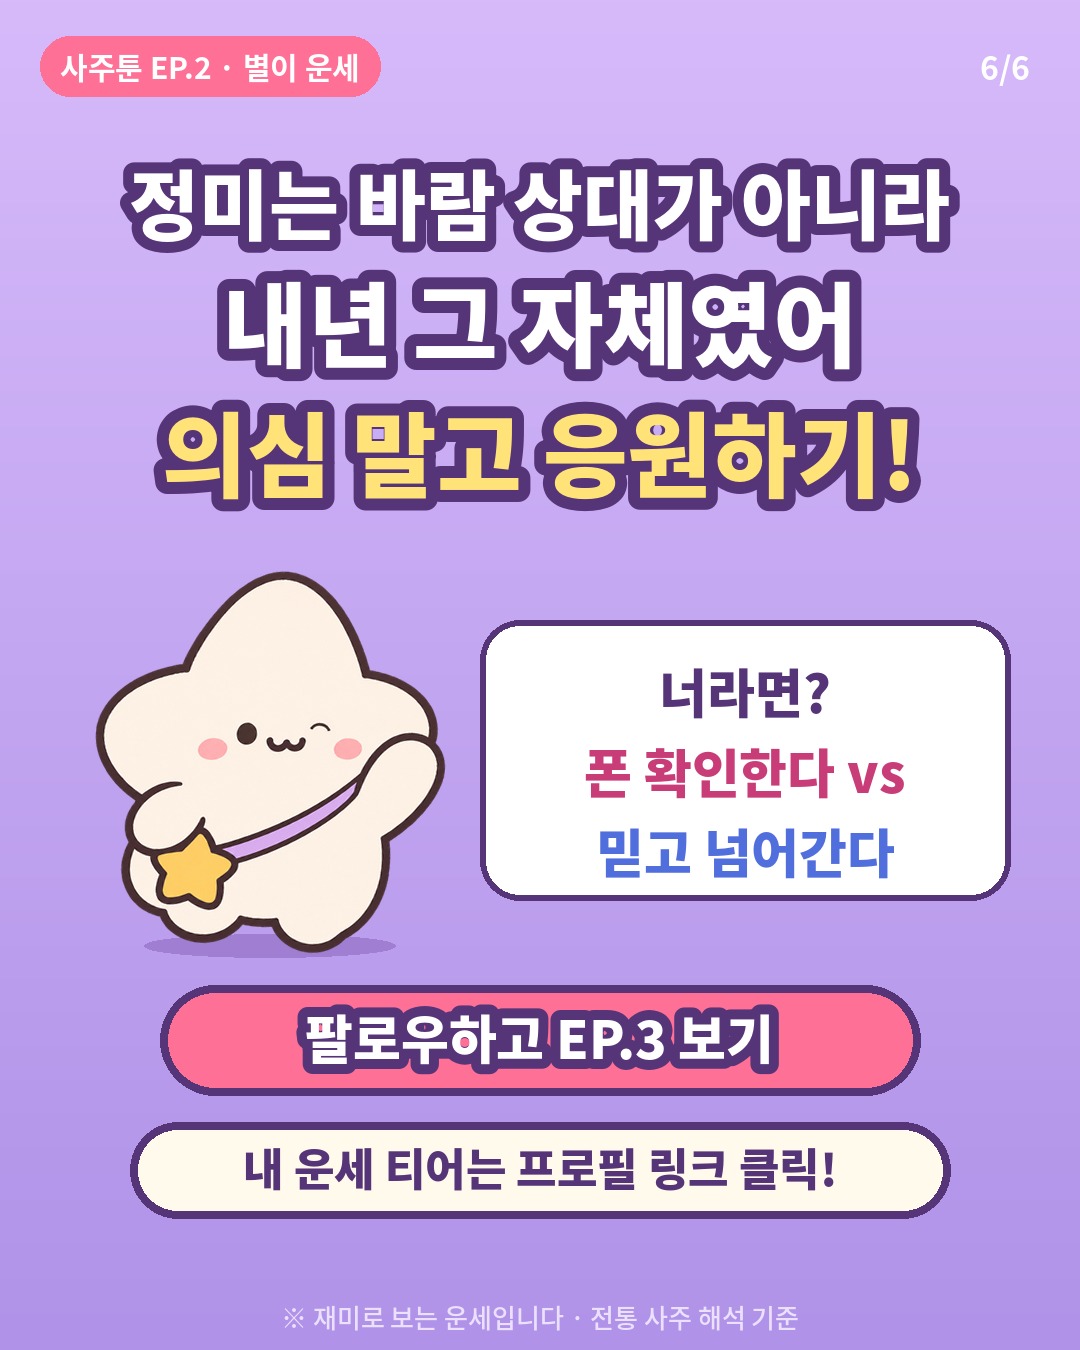 사주툰 EP.2 · 별이 운세
6/6
정미는 바람 상대가 아니라
내년 그 자체였어
의심 말고 응원하기!
너라면?
폰 확인한다 vs
믿고 넘어간다
팔로우하고 EP.3 보기
내 운세 티어는 프로필 링크 클릭!
※ 재미로 보는 운세입니다 · 전통 사주 해석 기준